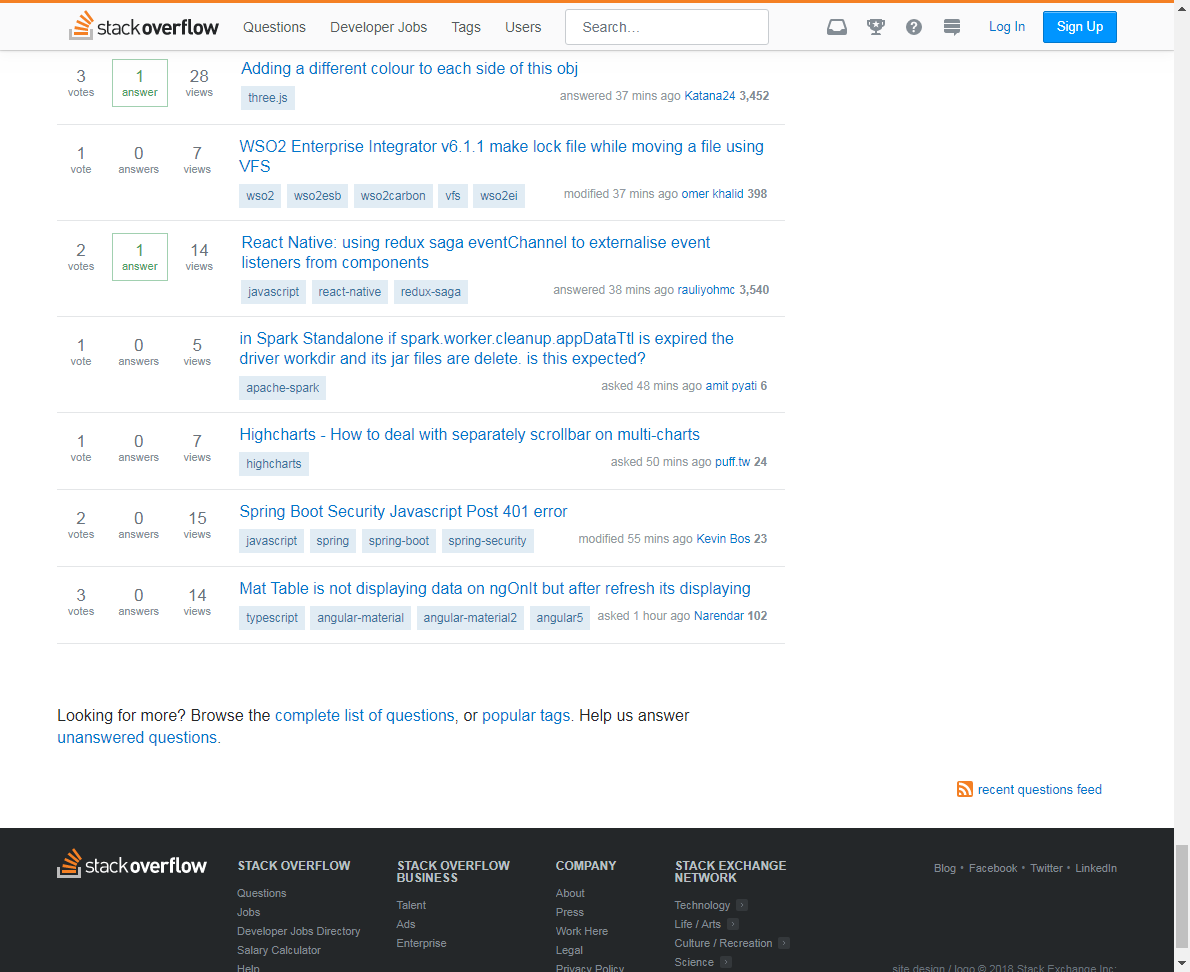 stack overflow Questions Developer Jobs Tags Users Search... Log In Sign Up
3 votes 1 answer 28 views
Adding a different colour to each side of this obj
three.js
answered 37 mins ago Katana24 3,452
1 vote 0 answers 7 views
WSO2 Enterprise Integrator v6.1.1 make lock file while moving a file using
VFS
wso2 wso2esb wso2carbon vfs wso2ei
modified 37 mins ago omer khalid 398
2 votes 1 answer 14 views
React Native: using redux saga eventChannel to externalise event
listeners from components
javascript react-native redux-saga
answered 38 mins ago rauliyohmc 3,540
1 vote 0 answers 5 views
in Spark Standalone if spark.worker.cleanup.appDataTtl is expired the
driver workdir and its jar files are delete. is this expected?
apache-spark
asked 48 mins ago amit pyati 6
1 vote 0 answers 7 views
Highcharts - How to deal with separately scrollbar on multi-charts
highcharts
asked 50 mins ago puff.tw 24
2 votes 0 answers 15 views
Spring Boot Security Javascript Post 401 error
javascript spring spring-boot spring-security
modified 55 mins ago Kevin Bos 23
3 votes 0 answers 14 views
Mat Table is not displaying data on ngOnIt but after refresh its displaying
typescript angular-material angular-material2 angular5
asked 1 hour ago Narendar 102
Looking for more? Browse the complete list of questions, or popular tags. Help us answer
unanswered questions.
recent questions feed
stack overflow
STACK OVERFLOW
Questions
Jobs
Developer Jobs Directory
Salary Calculator
Help
STACK OVERFLOW
BUSINESS
Talent
Ads
Enterprise
COMPANY
About
Press
Work Here
Legal
Privacy Policy
STACK EXCHANGE
NETWORK
Technology
Life / Arts
Culture / Recreation
Science
Blog • Facebook • Twitter • LinkedIn
site design / logo © 2018 Stack Exchange Inc;